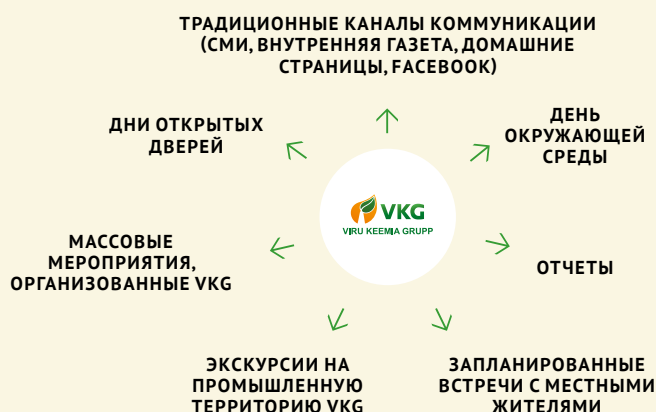 ТРАДИЦИОННЫЕ КАНАЛЫ КОММУНИКАЦИИ
(СМИ, ВНУТРЕННЯЯ ГАЗЕТА, ДОМАШНИЕ
СТРАНИЦЫ, FACEBOOK)
ДНИ ОТКРЫТЫХ
ДВЕРЕЙ
ДЕНЬ
ОКРУЖАЮЩЕЙ
СРЕДЫ
VKG
VIRU KEEMIA GRUPP
МАССОВЫЕ
МЕРОПРИЯТИЯ,
ОРГАНИЗОВАННЫЕ VKG
ОТЧЕТЫ
ЭКСКУРСИИ НА
ПРОМЫШЛЕННУЮ
ТЕРРИТОРИЮ VKG
ЗАПЛАНИРОВАННЫЕ
ВСТРЕЧИ С МЕСТНЫМИ
ЖИТЕЛЯМИ